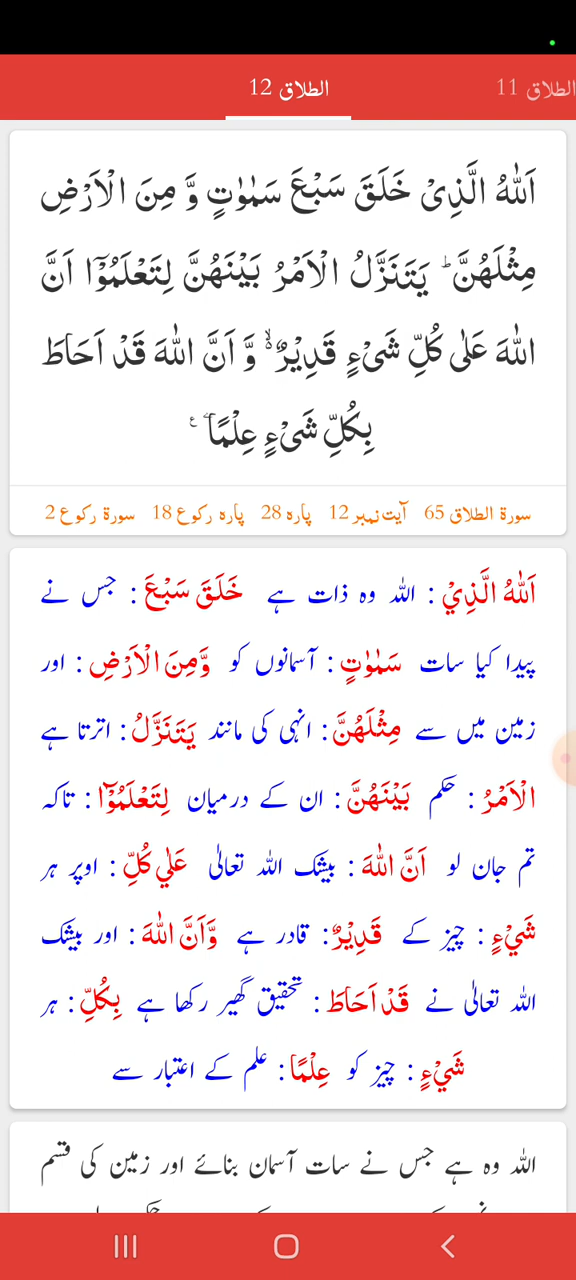 الطلاق 11
الطلاق 12
اَللّٰهُ الَّذِیْ خَلَقَ سَبْعَ سَمٰوٰتٍ وَّ مِنَ الْاَرْضِ
مِثْلَهُنَّ ؕ یَتَنَزَّلُ الْاَمْرُ بَیْنَهُنَّ لِتَعْلَمُوْۤا اَنَّ
اللّٰهَ عَلٰی كُلِّ شَیْءٍ قَدِیْرٌ ۙ۬ وَّ اَنَّ اللّٰهَ قَدْ اَحَاطَ
بِكُلِّ شَیْءٍ عِلْمًا ۠
سورۃ الطلاق 65 آیت نمبر 12 پارہ 28 پارہ رکوع 18 سورۃ رکوع 2
اَللّٰهُ الَّذِيْ : اللہ وہ ذات ہے خَلَقَ سَبْعَ : جس نے
پیدا کیا سات سَمٰوٰتٍ : آسمانوں کو وَّمِنَ الْاَرْضِ : اور
زمین میں سے مِثْلَهُنَّ : انہی کی مانند يَتَنَزَّلُ : اترتا ہے
الْاَمْرُ : حکم بَيْنَهُنَّ : ان کے درمیان لِتَعْلَمُوْٓا : تاکہ
تم جان لو اَنَّ اللّٰهَ : بیشک اللہ تعالیٰ عَلٰي كُلِّ : اوپر ہر
شَيْءٍ : چیز کے قَدِيْرٌ : قادر ہے وَّاَنَّ اللّٰهَ : اور بیشک
اللہ تعالیٰ نے قَدْ اَحَاطَ : تحقیق گھیر رکھا ہے بِكُلِّ : ہر
شَيْءٍ : چیز کو عِلْمًا : علم کے اعتبار سے
اللہ وہ ہے جس نے سات آسمان بنائے اور زمین کی قسم